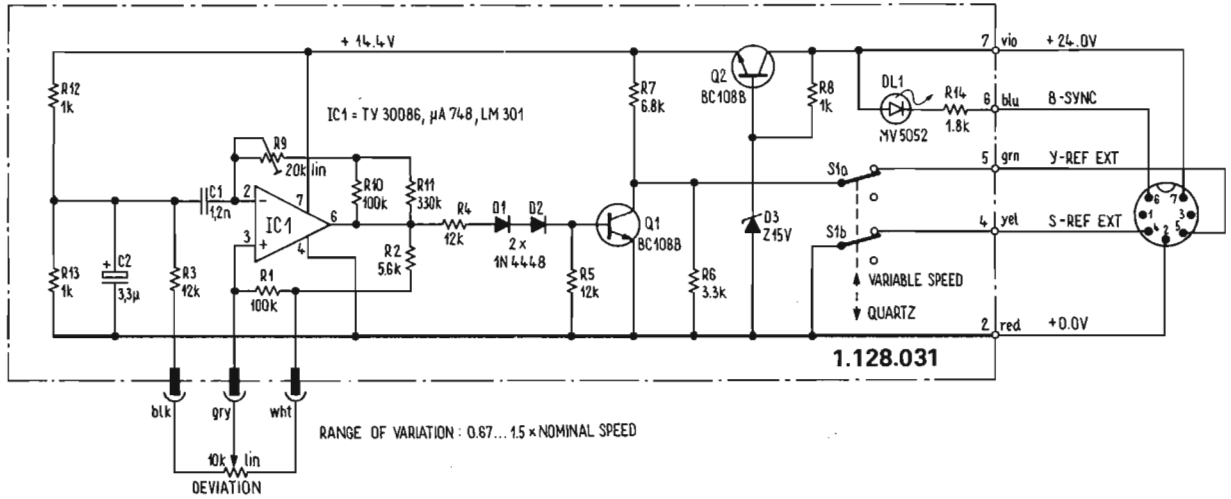 + 14.4V
7 vio +24.0V
R12
1k
R7
6.8k
Q2
BC108B
R8
1k
DL1
MV5052
R14
1.8k
6 blu B-SYNC
IC1 = TY 30086, µA 748, LM 301
R9
20k lin
R10
100k
R11
330k
C1
1,2n
2
7
IC1
6
3
4
R4
12k
D1 D2
2 x
1N4448
Q1
BC108B
S1a
5 grn Y-REF EXT
D3
Z15V
S1b
4 yel S-REF EXT
6 7
1 3
4 2 5
R13
1k
C2
3,3µ
R3
12k
R1
100k
R2
5.6k
R5
12k
R6
3.3k
VARIABLE SPEED
QUARTZ
2 red +0.0V
1.128.031
blk gry wht
RANGE OF VARIATION : 0.67... 1.5 x NOMINAL SPEED
10k lin
DEVIATION